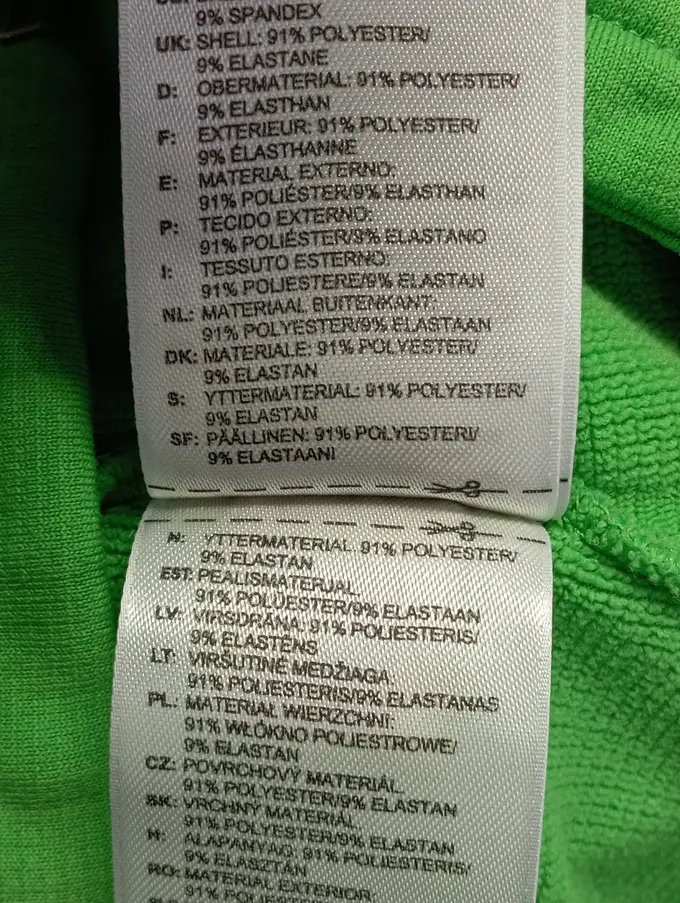 9% SPANDEX
UK: SHELL: 91% POLYESTER/
9% ELASTANE
D: OBERMATERIAL: 91% POLYESTER/
9% ELASTHAN
F: EXTERIEUR: 91% POLYESTER/
9% ÉLASTHANNE
E: MATERIAL EXTERNO:
91% POLIÉSTER/9% ELASTHAN
P: TECIDO EXTERNO:
91% POLIÉSTER/9% ELASTANO
I: TESSUTO ESTERNO:
91% POLIESTERE/9% ELASTAN
NL: MATERIAAL BUITENKANT:
91% POLYESTER/9% ELASTAAN
DK: MATERIALE: 91% POLYESTER/
9% ELASTAN
S: YTTERMATERIAL: 91% POLYESTER/
9% ELASTAN
SF: PÄÄLLINEN: 91% POLYESTERI/
9% ELASTAANI
N: YTTERMATERIAL: 91% POLYESTER/
9% ELASTAN
EST: PEALISMATERJAL:
91% POLÜESTER/9% ELASTAAN
LV: VIRSDRĀNA: 91% POLIESTERIS/
9% ELASTĒNS
LT: VIRŠUTINĖ MEDŽIAGA:
91% POLIESTERIS/9% ELASTANAS
PL: MATERIAŁ WIERZCHNI:
91% WŁÓKNO POLIESTROWE/
9% ELASTAN
CZ: POVRCHOVÝ MATERIÁL:
91% POLYESTER/9% ELASTAN
SK: VRCHNÝ MATERIÁL:
91% POLYESTER/9% ELASTAN
H: ALAPANYAG: 91% POLIESTERIS/
9% ELASZTÁN
RO: MATERIAL EXTERIOR:
91%